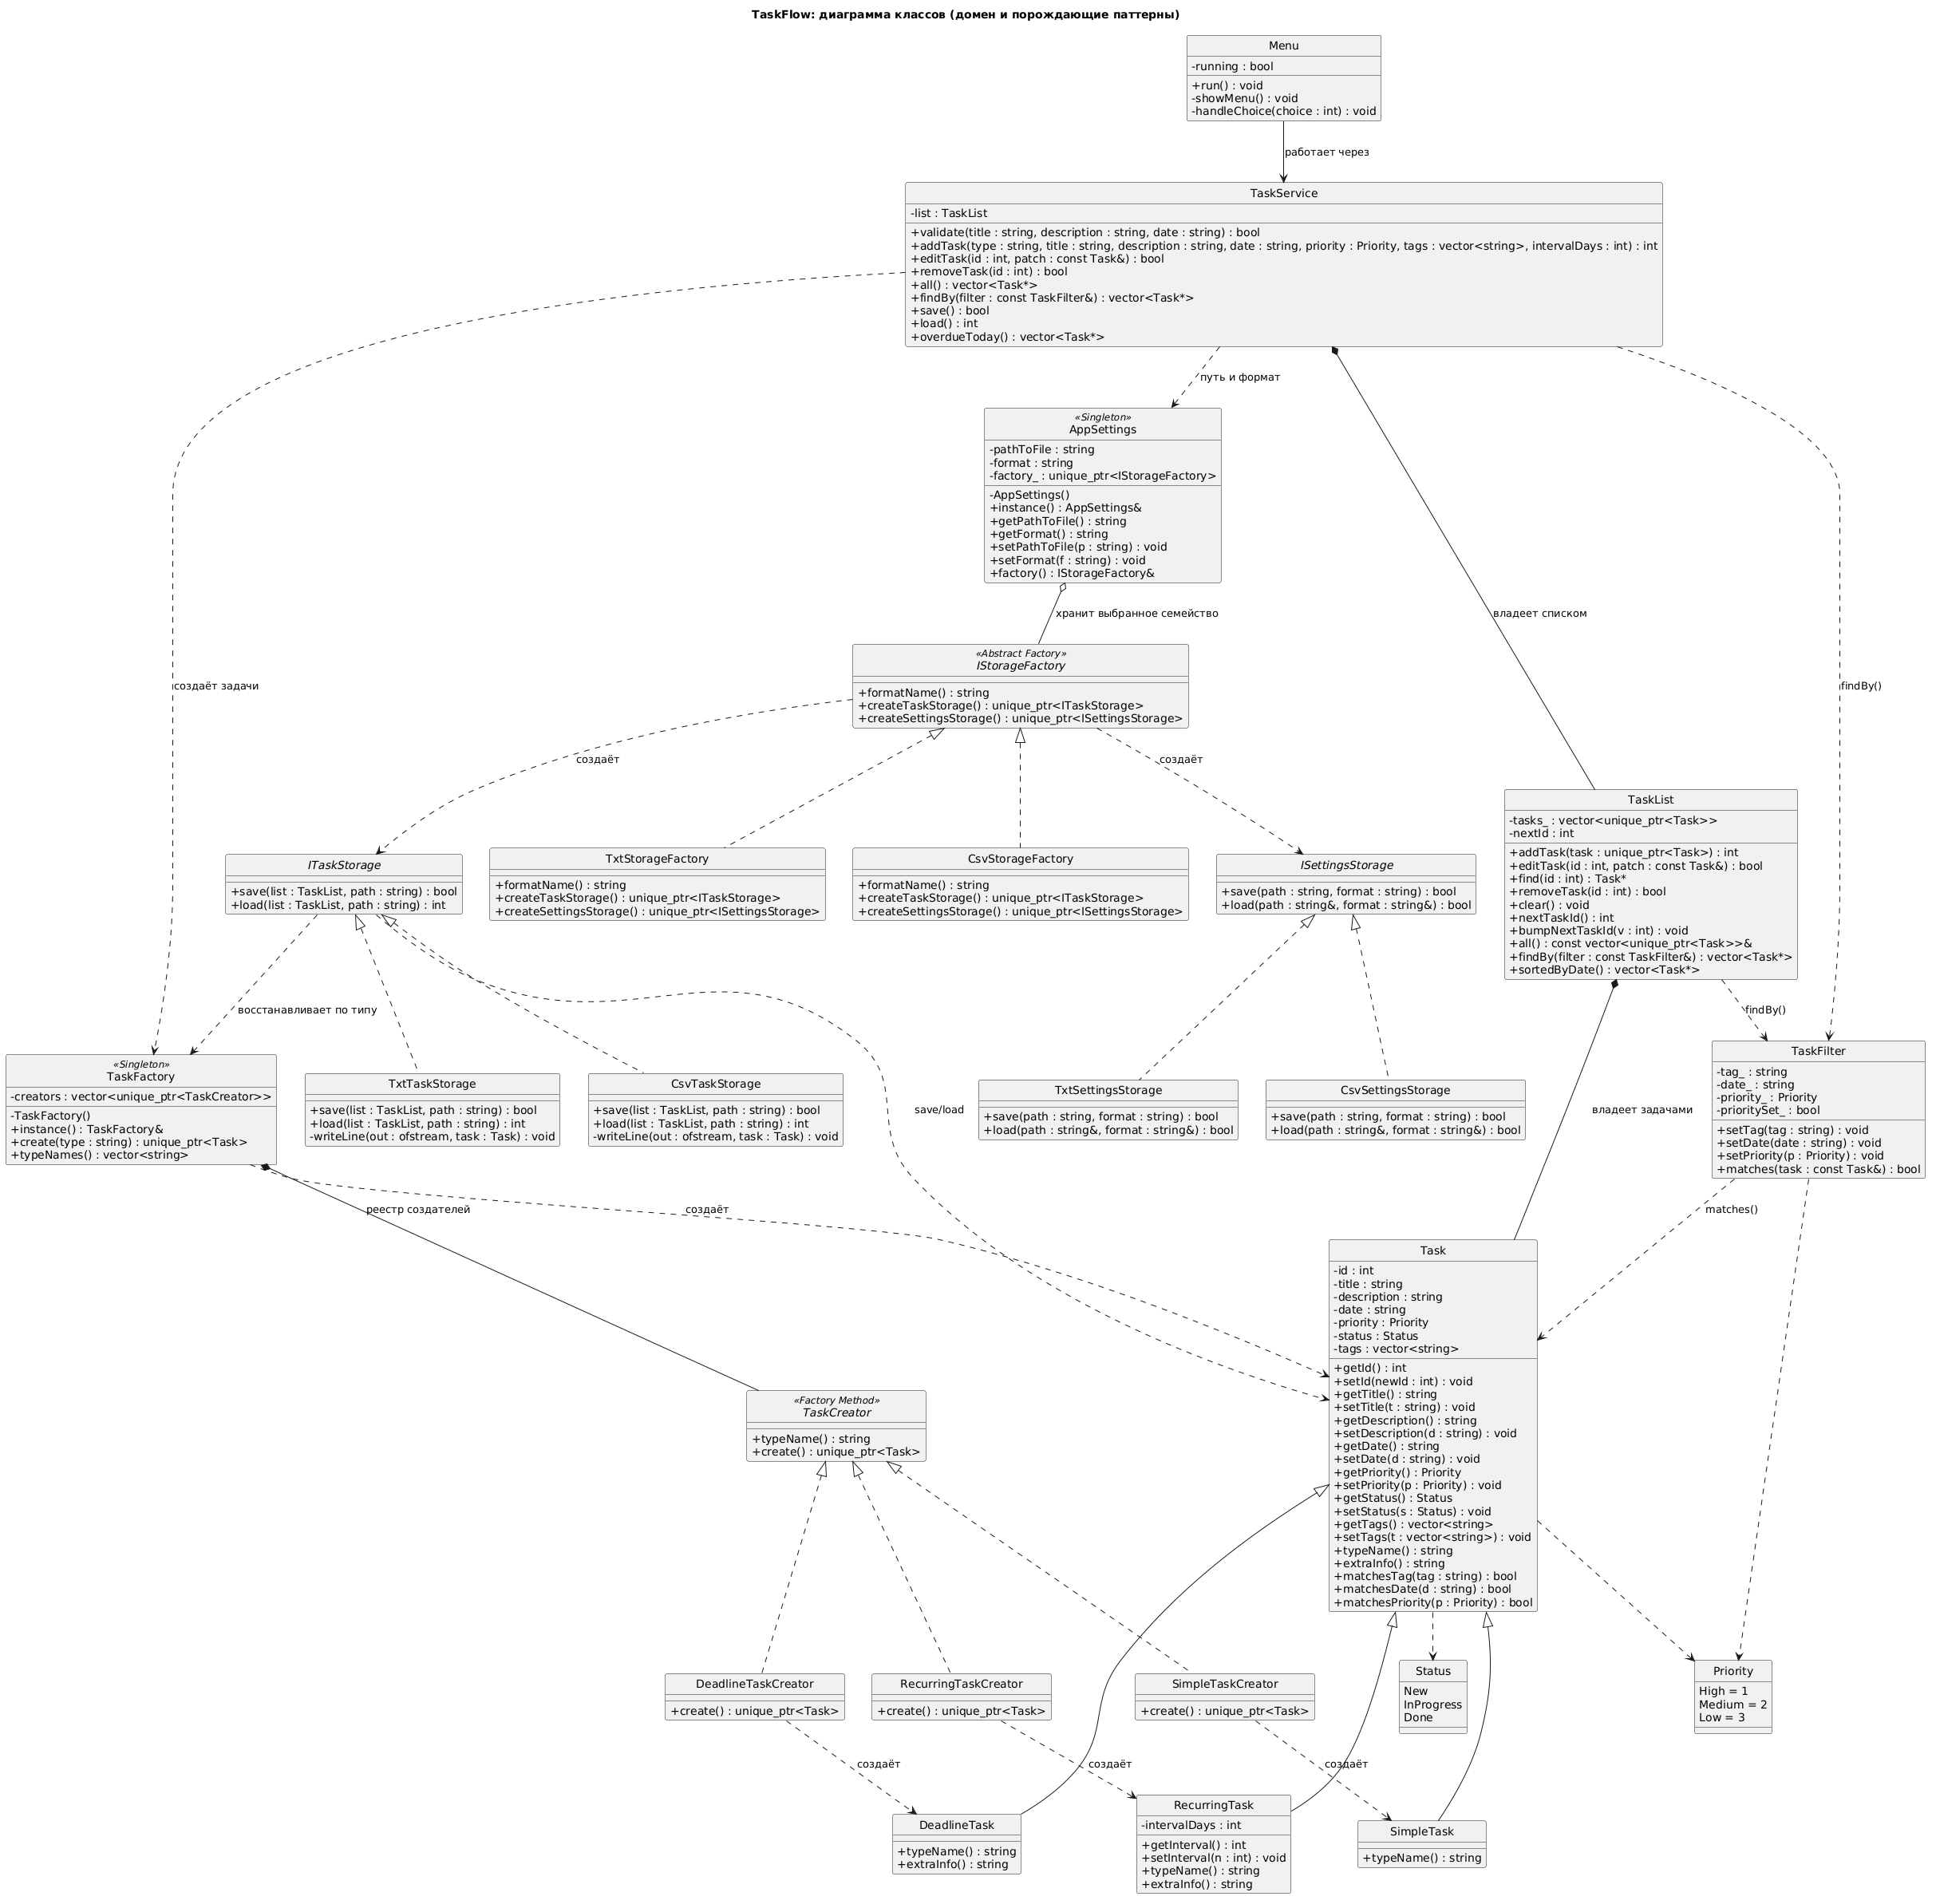 TaskFlow: диаграмма классов (домен и порождающие паттерны)
Menu
-running : bool
+run() : void
-showMenu() : void
-handleChoice(choice : int) : void
работает через
TaskService
-list : TaskList
+validate(title : string, description : string, date : string) : bool
+addTask(type : string, title : string, description : string, date : string, priority : Priority, tags : vector<string>, intervalDays : int) : int
+editTask(id : int, patch : const Task&) : bool
+removeTask(id : int) : bool
+all() : vector<Task*>
+findBy(filter : const TaskFilter&) : vector<Task*>
+save() : bool
+load() : int
+overdueToday() : vector<Task*>
путь и формат
«Singleton»
AppSettings
-pathToFile : string
-format : string
-factory_ : unique_ptr<IStorageFactory>
-AppSettings()
+instance() : AppSettings&
+getPathToFile() : string
+getFormat() : string
+setPathToFile(p : string) : void
+setFormat(f : string) : void
+factory() : IStorageFactory&
хранит выбранное семейство
владеет списком
создаёт задачи
findBy()
«Abstract Factory»
IStorageFactory
+formatName() : string
+createTaskStorage() : unique_ptr<ITaskStorage>
+createSettingsStorage() : unique_ptr<ISettingsStorage>
создаёт
создаёт
ITaskStorage
+save(list : TaskList, path : string) : bool
+load(list : TaskList, path : string) : int
TxtStorageFactory
+formatName() : string
+createTaskStorage() : unique_ptr<ITaskStorage>
+createSettingsStorage() : unique_ptr<ISettingsStorage>
CsvStorageFactory
+formatName() : string
+createTaskStorage() : unique_ptr<ITaskStorage>
+createSettingsStorage() : unique_ptr<ISettingsStorage>
ISettingsStorage
+save(path : string, format : string) : bool
+load(path : string&, format : string&) : bool
TaskList
-tasks_ : vector<unique_ptr<Task>>
-nextId : int
+addTask(task : unique_ptr<Task>) : int
+editTask(id : int, patch : const Task&) : bool
+find(id : int) : Task*
+removeTask(id : int) : bool
+clear() : void
+nextTaskId() : int
+bumpNextTaskId(v : int) : void
+all() : const vector<unique_ptr<Task>>&
+findBy(filter : const TaskFilter&) : vector<Task*>
+sortedByDate() : vector<Task*>
восстанавливает по типу
findBy()
«Singleton»
TaskFactory
-creators : vector<unique_ptr<TaskCreator>>
-TaskFactory()
+instance() : TaskFactory&
+create(type : string) : unique_ptr<Task>
+typeNames() : vector<string>
TxtTaskStorage
+save(list : TaskList, path : string) : bool
+load(list : TaskList, path : string) : int
-writeLine(out : ofstream, task : Task) : void
CsvTaskStorage
+save(list : TaskList, path : string) : bool
+load(list : TaskList, path : string) : int
-writeLine(out : ofstream, task : Task) : void
save/load
TxtSettingsStorage
+save(path : string, format : string) : bool
+load(path : string&, format : string&) : bool
CsvSettingsStorage
+save(path : string, format : string) : bool
+load(path : string&, format : string&) : bool
владеет задачами
TaskFilter
-tag_ : string
-date_ : string
-priority_ : Priority
-prioritySet_ : bool
+setTag(tag : string) : void
+setDate(date : string) : void
+setPriority(p : Priority) : void
+matches(task : const Task&) : bool
реестр создателей
создаёт
matches()
Task
-id : int
-title : string
-description : string
-date : string
-priority : Priority
-status : Status
-tags : vector<string>
+getId() : int
+setId(newId : int) : void
+getTitle() : string
+setTitle(t : string) : void
+getDescription() : string
+setDescription(d : string) : void
+getDate() : string
+setDate(d : string) : void
+getPriority() : Priority
+setPriority(p : Priority) : void
+getStatus() : Status
+setStatus(s : Status) : void
+getTags() : vector<string>
+setTags(t : vector<string>) : void
+typeName() : string
+extraInfo() : string
+matchesTag(tag : string) : bool
+matchesDate(d : string) : bool
+matchesPriority(p : Priority) : bool
«Factory Method»
TaskCreator
+typeName() : string
+create() : unique_ptr<Task>
DeadlineTaskCreator
+create() : unique_ptr<Task>
RecurringTaskCreator
+create() : unique_ptr<Task>
SimpleTaskCreator
+create() : unique_ptr<Task>
Status
New
InProgress
Done
Priority
High = 1
Medium = 2
Low = 3
создаёт
создаёт
создаёт
DeadlineTask
+typeName() : string
+extraInfo() : string
RecurringTask
-intervalDays : int
+getInterval() : int
+setInterval(n : int) : void
+typeName() : string
+extraInfo() : string
SimpleTask
+typeName() : string